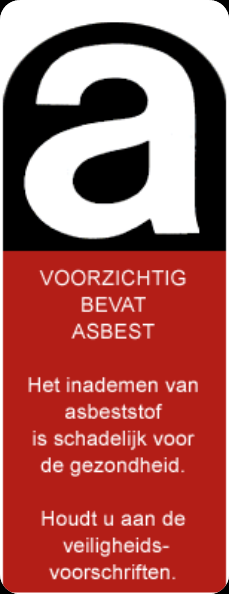 a
VOORZICHTIG
BEVAT
ASBEST
Het inademen van
asbeststof
is schadelijk voor
de gezondheid.
Houdt u aan de
veiligheids-
voorschriften.